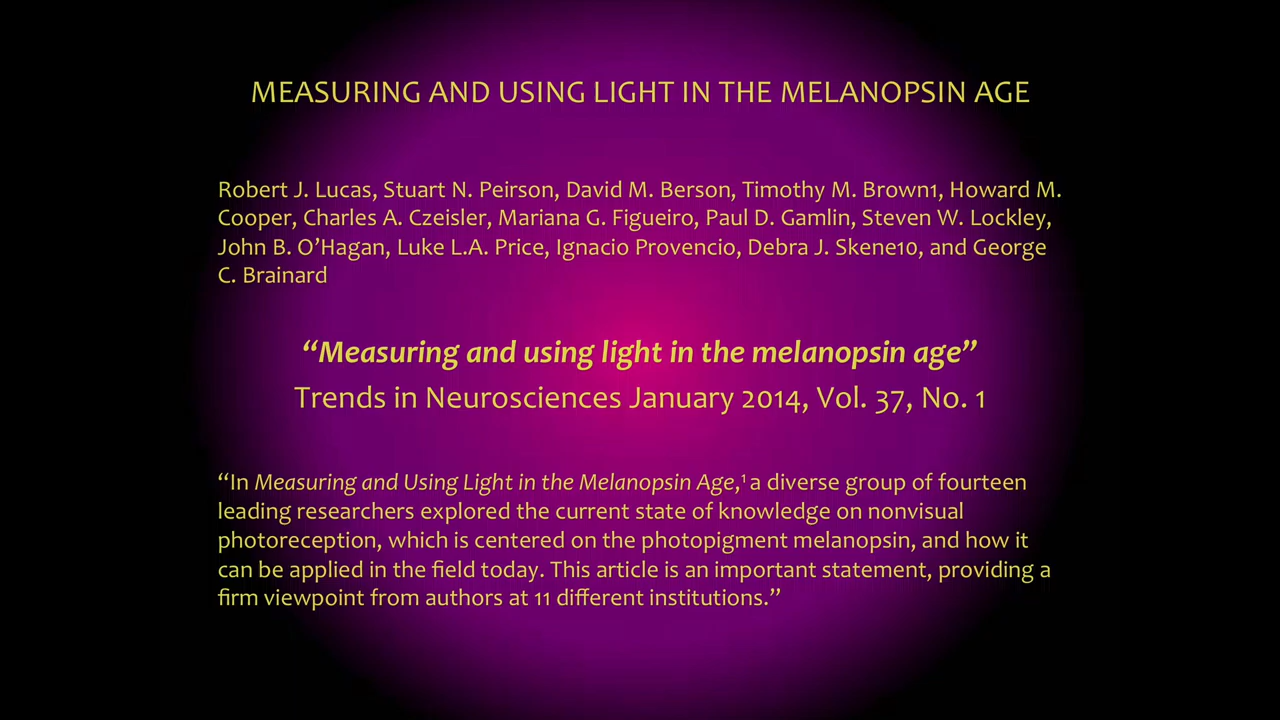 MEASURING AND USING LIGHT IN THE MELANOPSIN AGE
Robert J. Lucas, Stuart N. Peirson, David M. Berson, Timothy M. Brown1, Howard M.
Cooper, Charles A. Czeisler, Mariana G. Figueiro, Paul D. Gamlin, Steven W. Lockley,
John B. O’Hagan, Luke L.A. Price, Ignacio Provencio, Debra J. Skene10, and George
C. Brainard
“Measuring and using light in the melanopsin age”
Trends in Neurosciences January 2014, Vol. 37, No. 1
“In Measuring and Using Light in the Melanopsin Age,¹ a diverse group of fourteen
leading researchers explored the current state of knowledge on nonvisual
photoreception, which is centered on the photopigment melanopsin, and how it
can be applied in the field today. This article is an important statement, providing a
firm viewpoint from authors at 11 different institutions.”